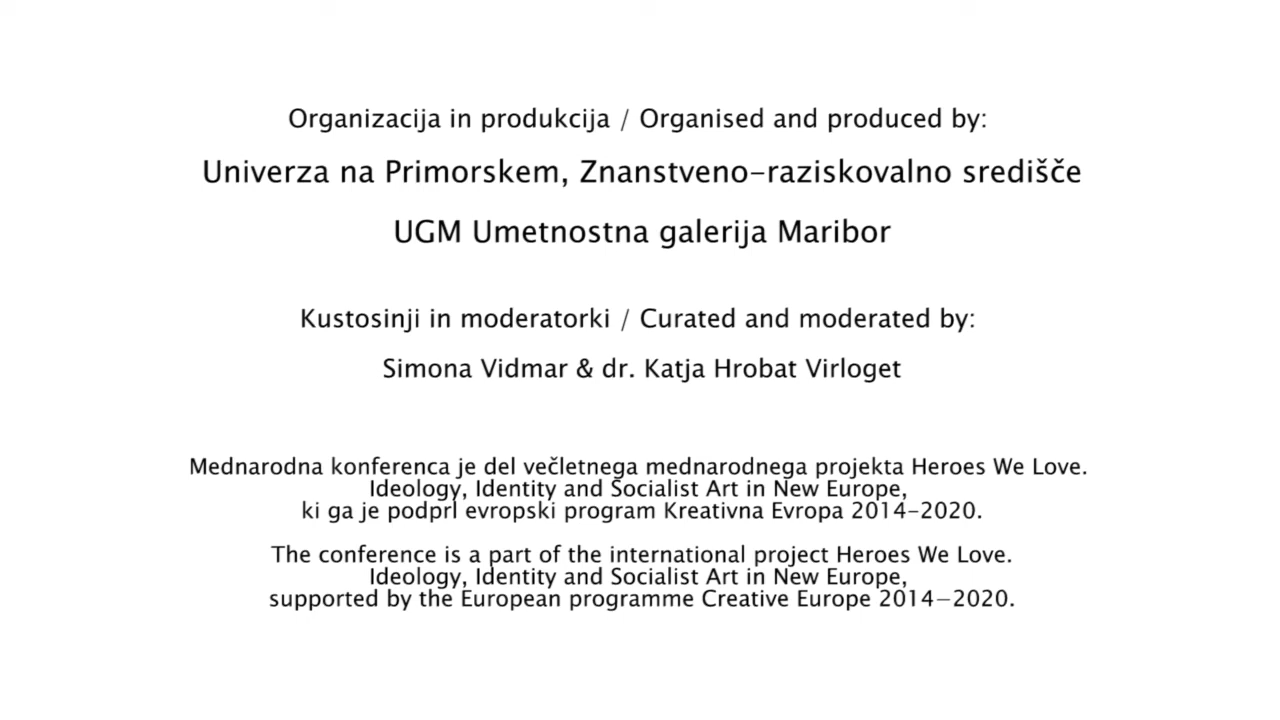 Organizacija in produkcija / Organised and produced by:
Univerza na Primorskem, Znanstveno-raziskovalno središče
UGM Umetnostna galerija Maribor
Kustosinji in moderatorki / Curated and moderated by:
Simona Vidmar & dr. Katja Hrobat Virloget
Mednarodna konferenca je del večletnega mednarodnega projekta Heroes We Love.
Ideology, Identity and Socialist Art in New Europe,
ki ga je podprl evropski program Kreativna Evropa 2014-2020.
The conference is a part of the international project Heroes We Love.
Ideology, Identity and Socialist Art in New Europe,
supported by the European programme Creative Europe 2014−2020.